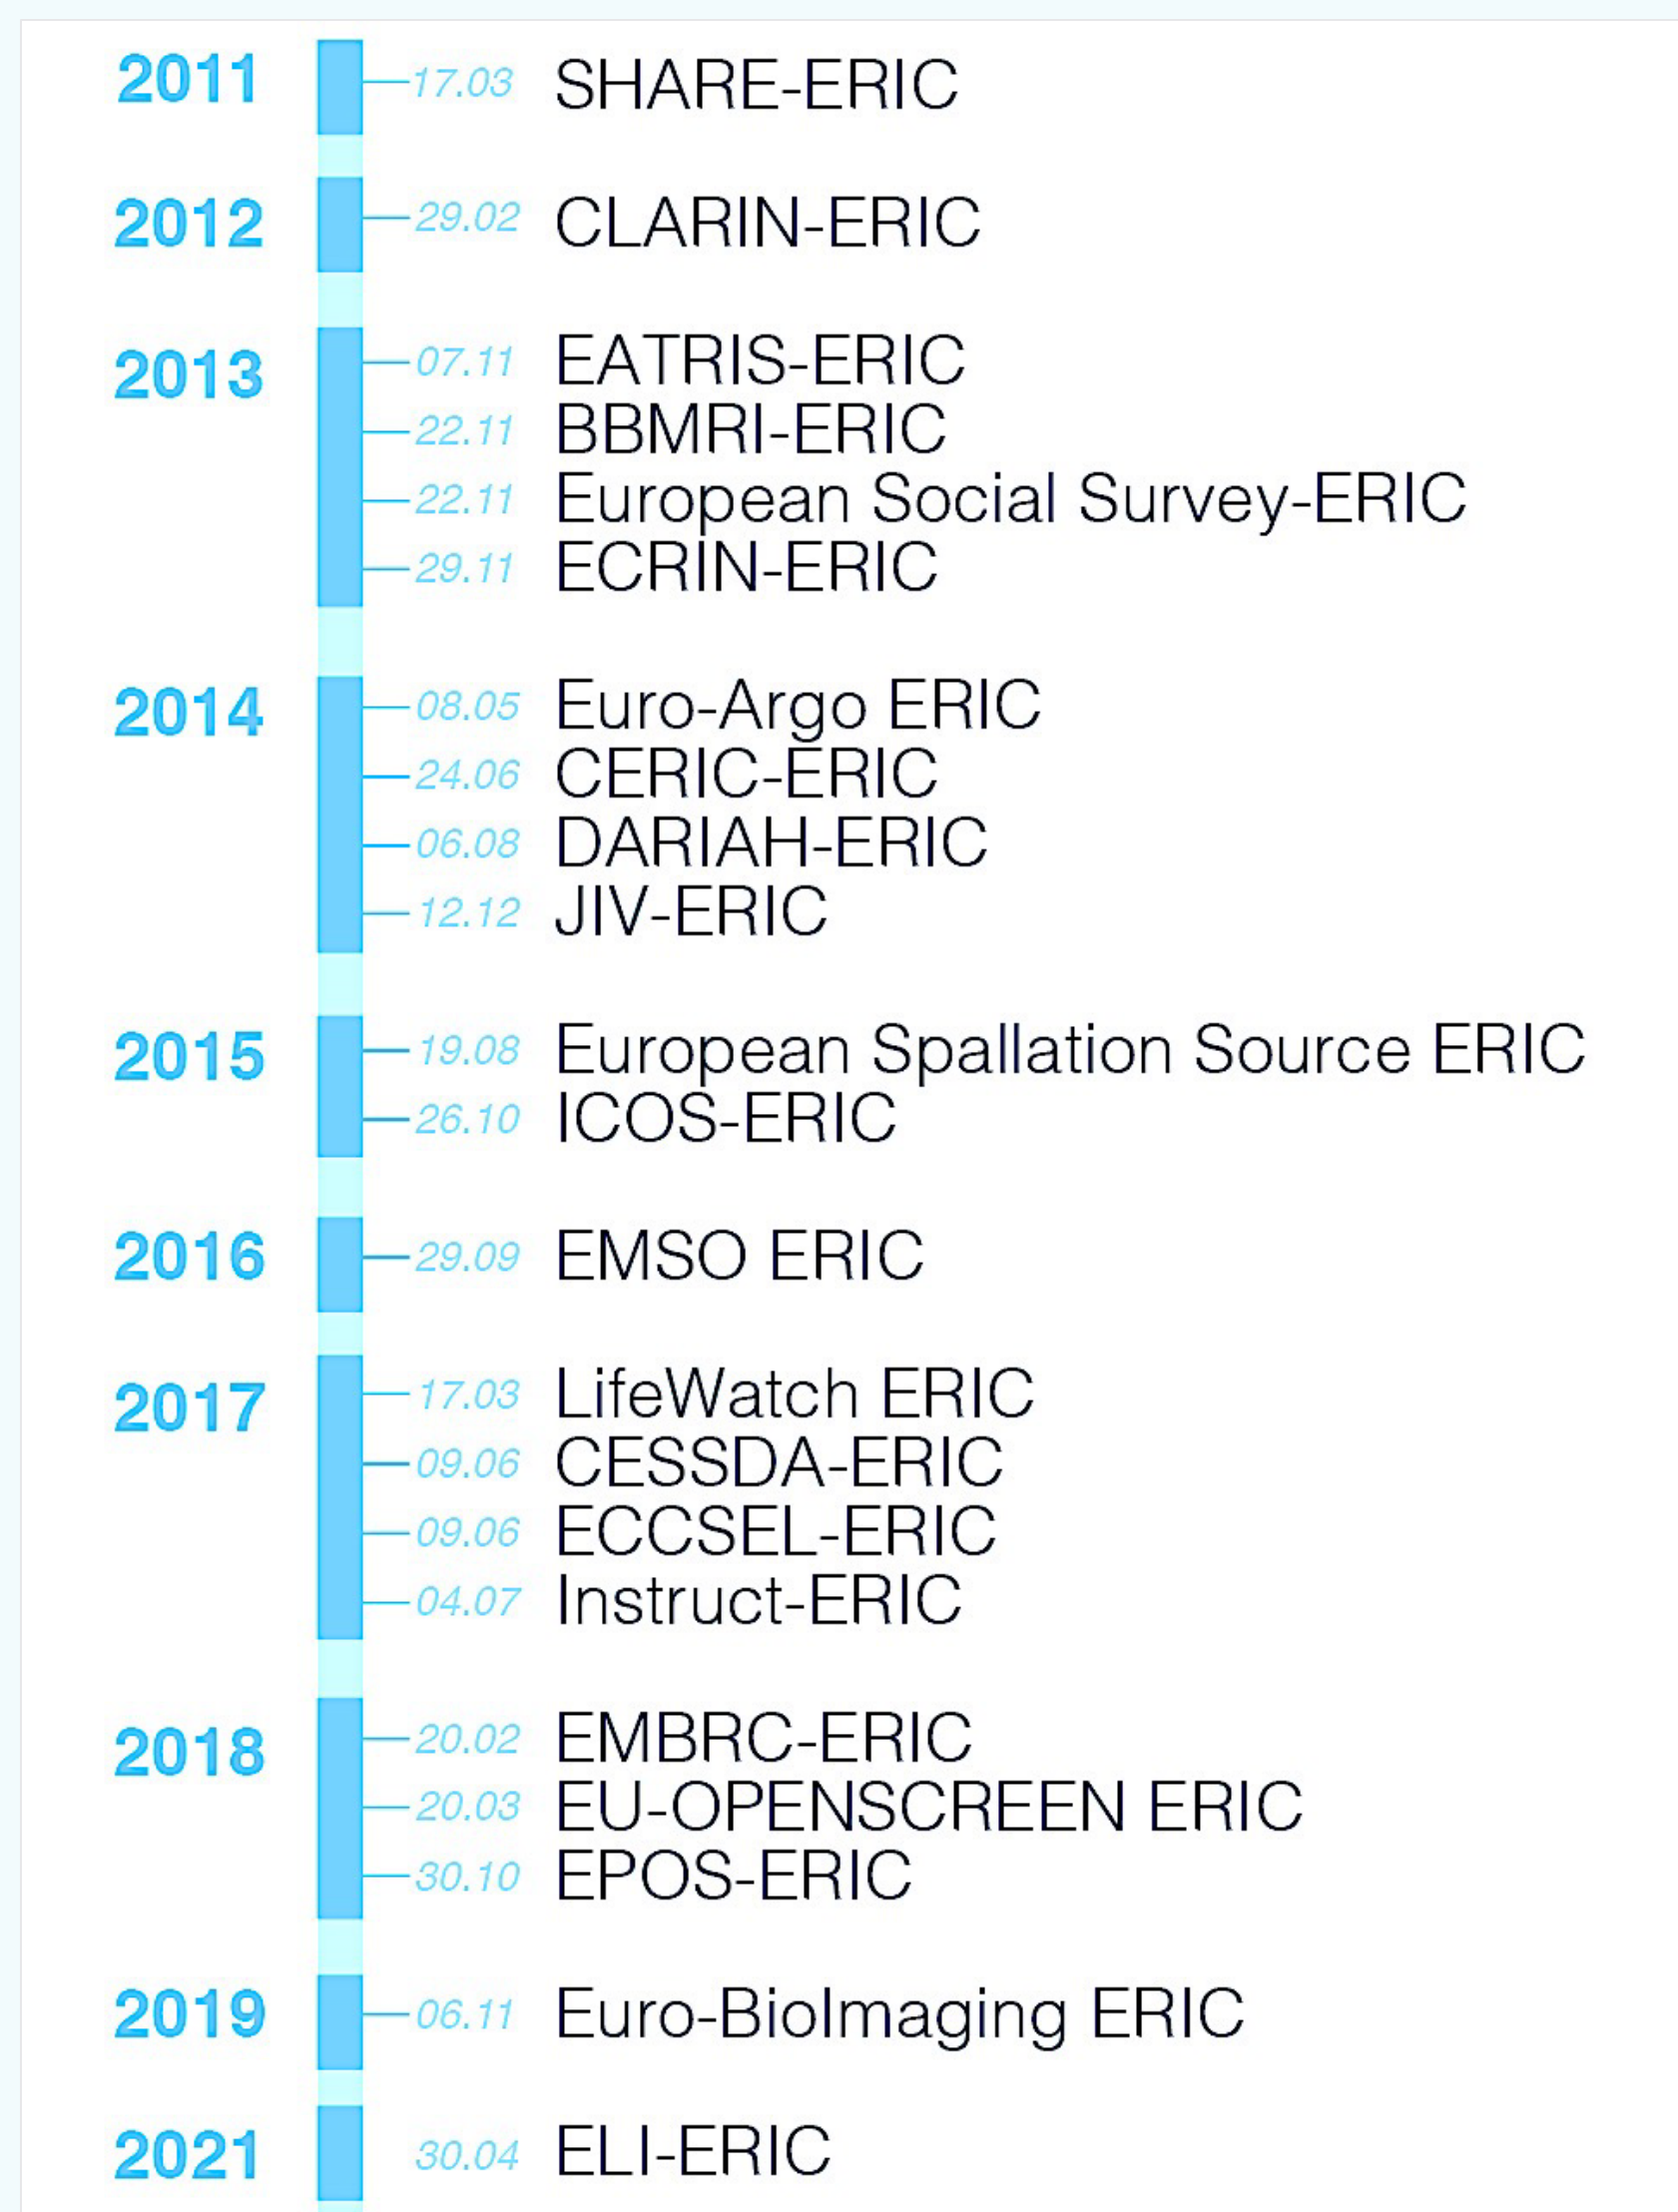 2011 17.03 SHARE-ERIC
2012 29.02 CLARIN-ERIC
2013 07.11 EATRIS-ERIC
22.11 BBMRI-ERIC
22.11 European Social Survey-ERIC
29.11 ECRIN-ERIC
2014 08.05 Euro-Argo ERIC
24.06 CERIC-ERIC
06.08 DARIAH-ERIC
12.12 JIV-ERIC
2015 19.08 European Spallation Source ERIC
26.10 ICOS-ERIC
2016 29.09 EMSO ERIC
2017 17.03 LifeWatch ERIC
09.06 CESSDA-ERIC
09.06 ECCSEL-ERIC
04.07 Instruct-ERIC
2018 20.02 EMBRC-ERIC
20.03 EU-OPENSCREEN ERIC
30.10 EPOS-ERIC
2019 06.11 Euro-BioImaging ERIC
2021 30.04 ELI-ERIC